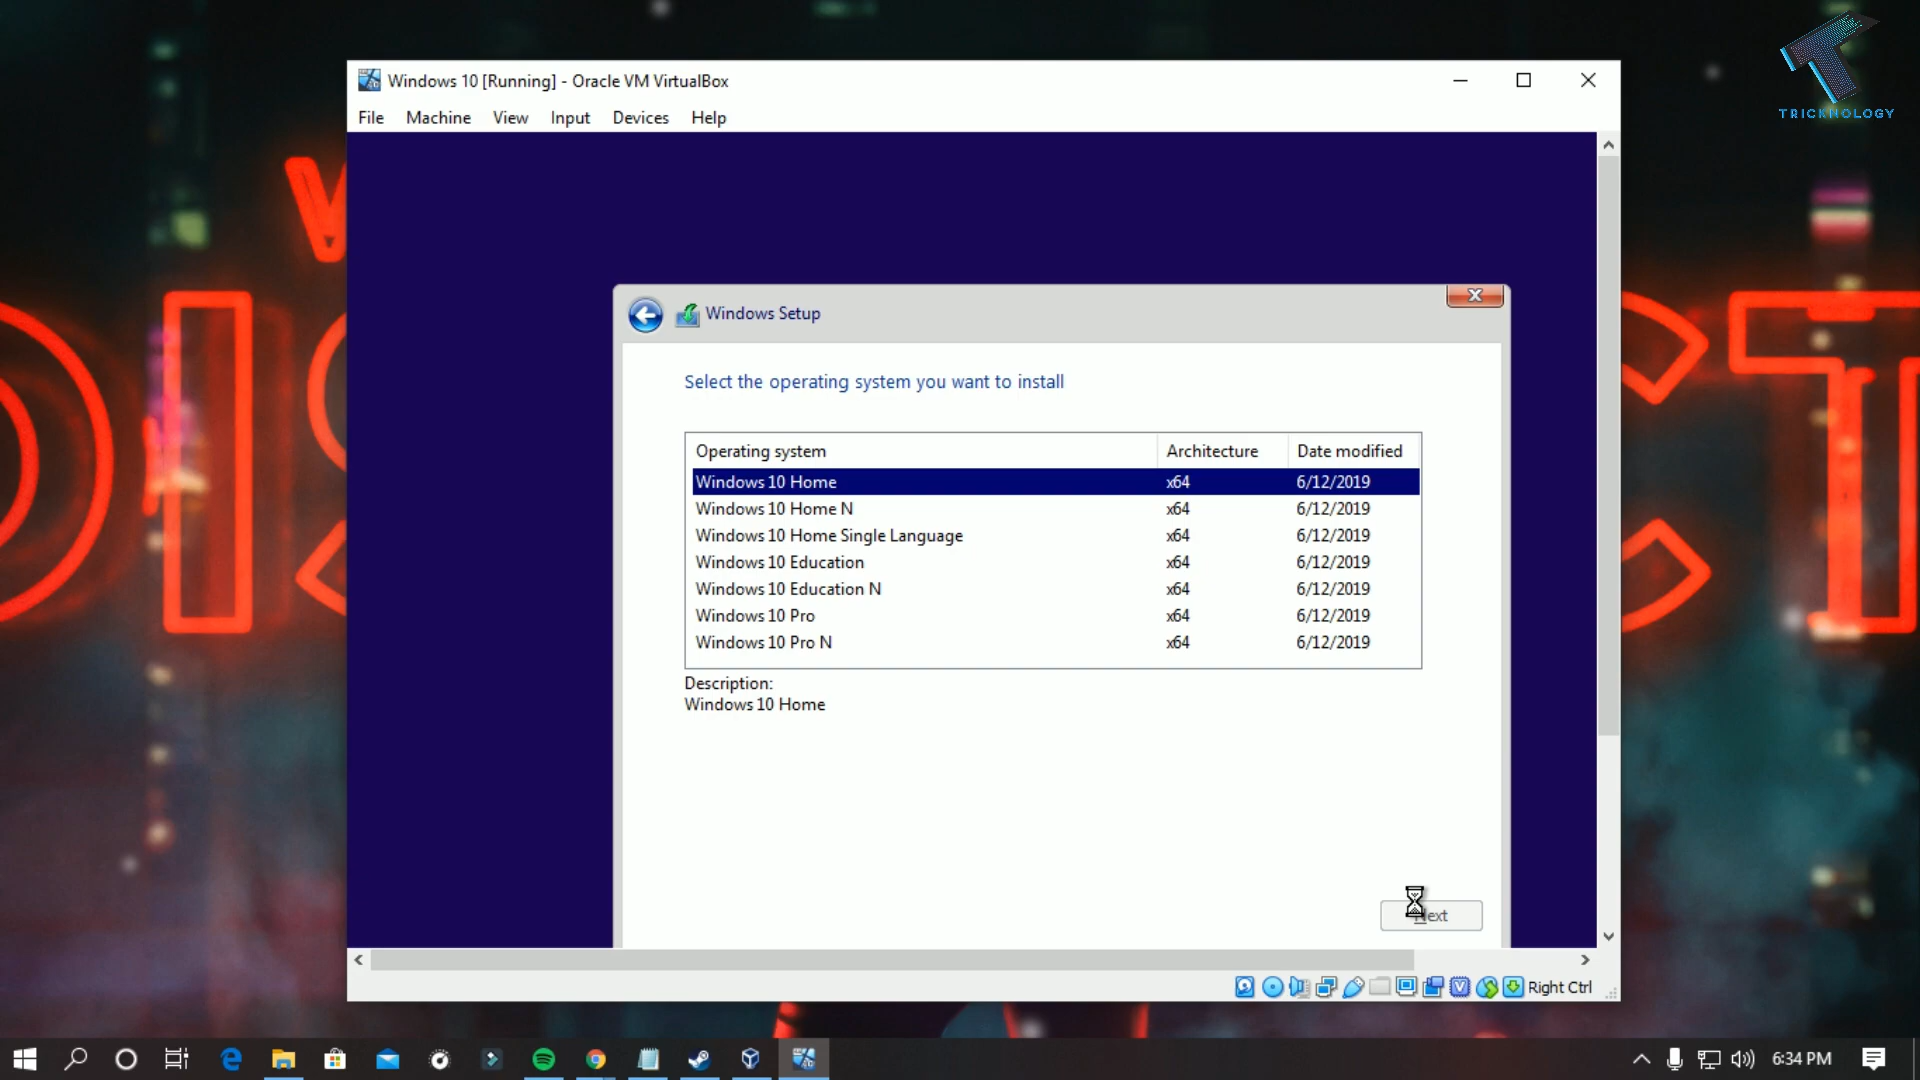 TRICKNOLOGY
Windows 10 [Running] - Oracle VM VirtualBox
File Machine View Input Devices Help
Windows Setup
Select the operating system you want to install
Operating system Architecture Date modified
Windows 10 Home x64 6/12/2019
Windows 10 Home N x64 6/12/2019
Windows 10 Home Single Language x64 6/12/2019
Windows 10 Education x64 6/12/2019
Windows 10 Education N x64 6/12/2019
Windows 10 Pro x64 6/12/2019
Windows 10 Pro N x64 6/12/2019
Description:
Windows 10 Home
Next
Right Ctrl
6:34 PM